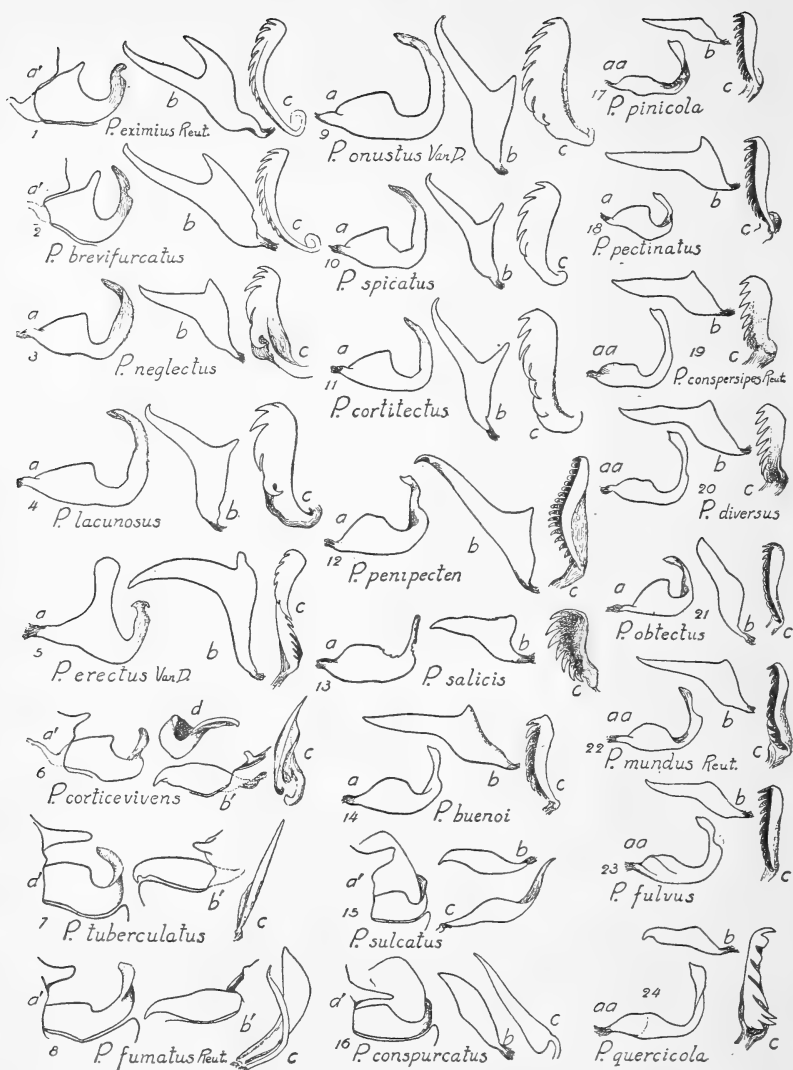 a' b c
1 P. eximius Reut.
a' b c
2 P. brevifurcatus
a b c
3 P. neglectus
a b c
4 P. lacunosus
a b c
5 P. erectus Van D.
a' d b' c
6 P. corticevivens
a' b' c
7 P. tuberculatus
a' b' c
8 P. fumatus Reut.
a b c
9 P. onustus Van D.
a b c
10 P. spicatus
a b c
11 P. cortitectus
a b c
12 P. penipecten
a b c
13 P. salicis
a b c
14 P. buenoi
a' b c
15 P. sulcatus
a' b c
16 P. conspurcatus
aa b c
17 P. pinicola
a b c
18 P. pectinatus
aa b c
19 P. conspersipes Reut.
aa b c
20 P. diversus
a b c
21 P. obtectus
aa b c
22 P. mundus Reut.
aa b c
23 P. fulvus
aa b c
24 P. quercicola